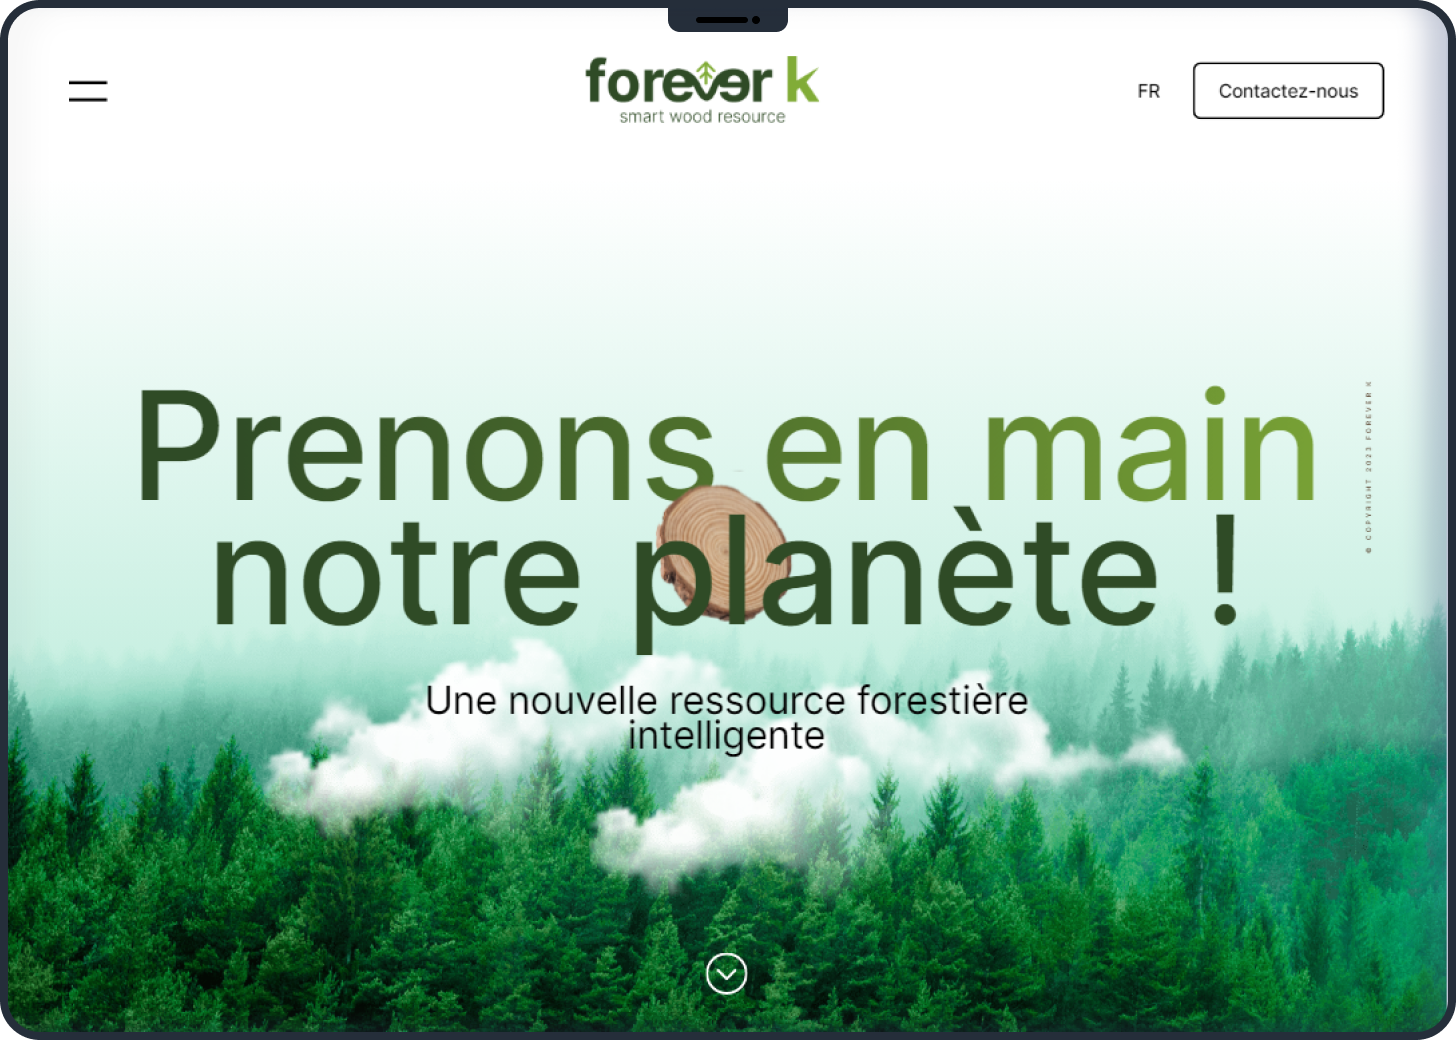 forever k
smart wood resource
FR
Contactez-nous
Prenons en main
notre planète !
Une nouvelle ressource forestière
intelligente
© COPYRIGHT 2023 FOREVER K